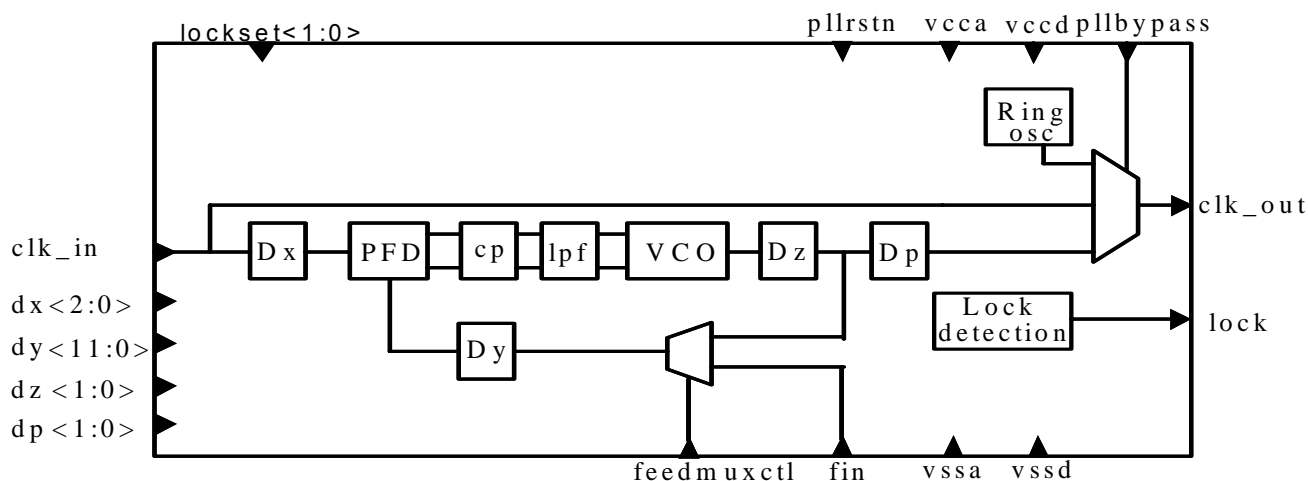 lockset<1:0>
pllrstn
vcca
vccd
pllbypass
Ring
osc
clk_out
clk_in
Dx
PFD
cp
lpf
VCO
Dz
Dp
dx<2:0>
Lock
detection
lock
dy<11:0>
Dy
dz<1:0>
dp<1:0>
feedmuxctl
fin
vssa
vssd